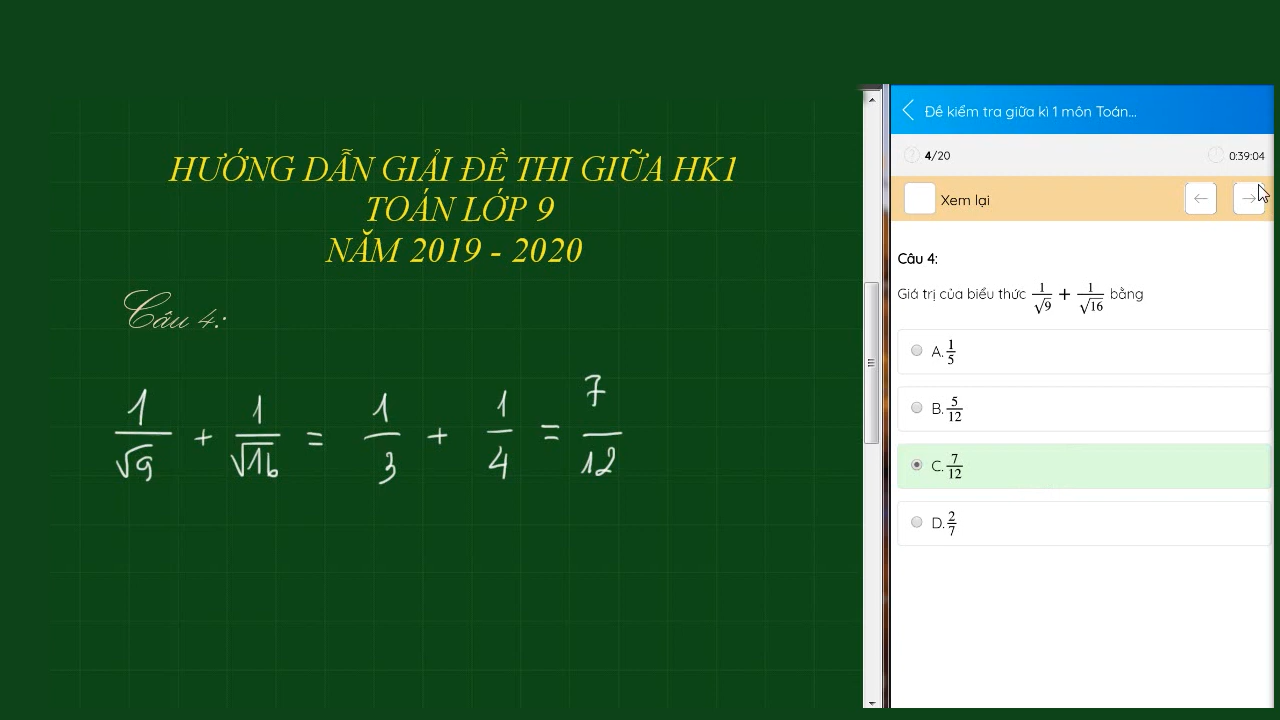 HƯỚNG DẪN GIẢI ĐỀ THI GIỮA HK1
TOÁN LỚP 9
NĂM 2019 - 2020
Câu 4:
1/√9 + 1/√16 = 1/3 + 1/4 = 7/12
Đề kiểm tra giữa kì 1 môn Toán...
4/20
0:39:04
Xem lại
Câu 4:
Giá trị của biểu thức 1/√9 + 1/√16 bằng
A. 1/5
B. 5/12
C. 7/12
D. 2/7